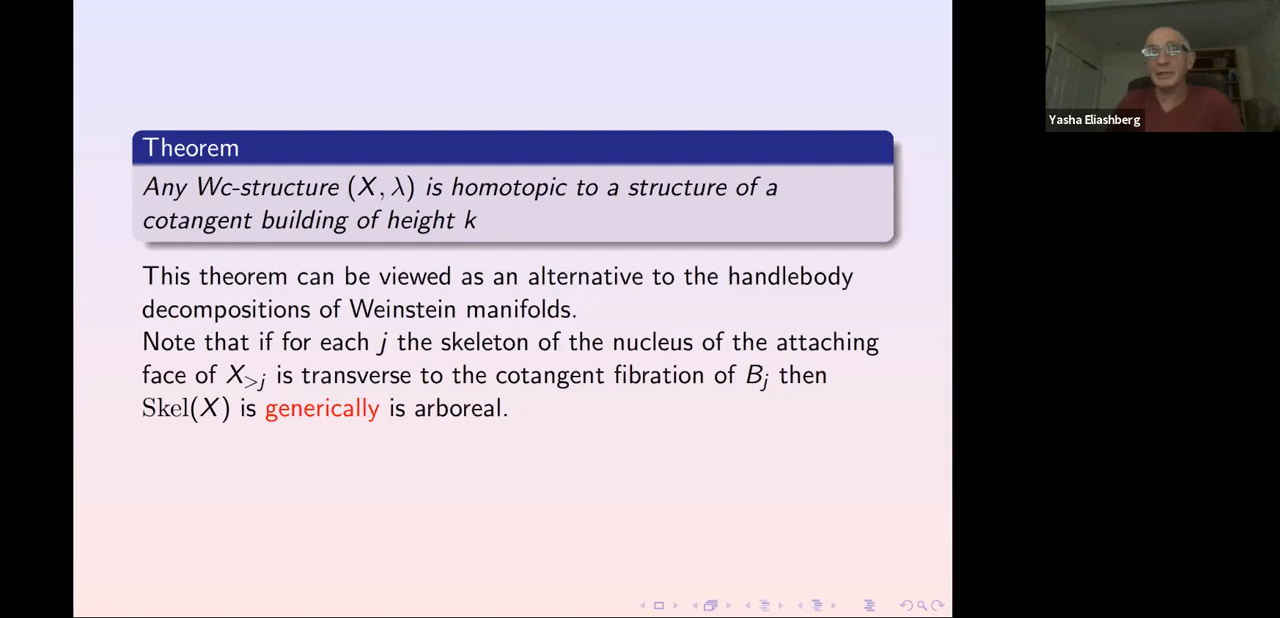 Theorem
Any Wc-structure (X, λ) is homotopic to a structure of a
cotangent building of height k
This theorem can be viewed as an alternative to the handlebody
decompositions of Weinstein manifolds.
Note that if for each j the skeleton of the nucleus of the attaching
face of X_{>j} is transverse to the cotangent fibration of B_j then
Skel(X) is generically is arboreal.
Yasha Eliashberg